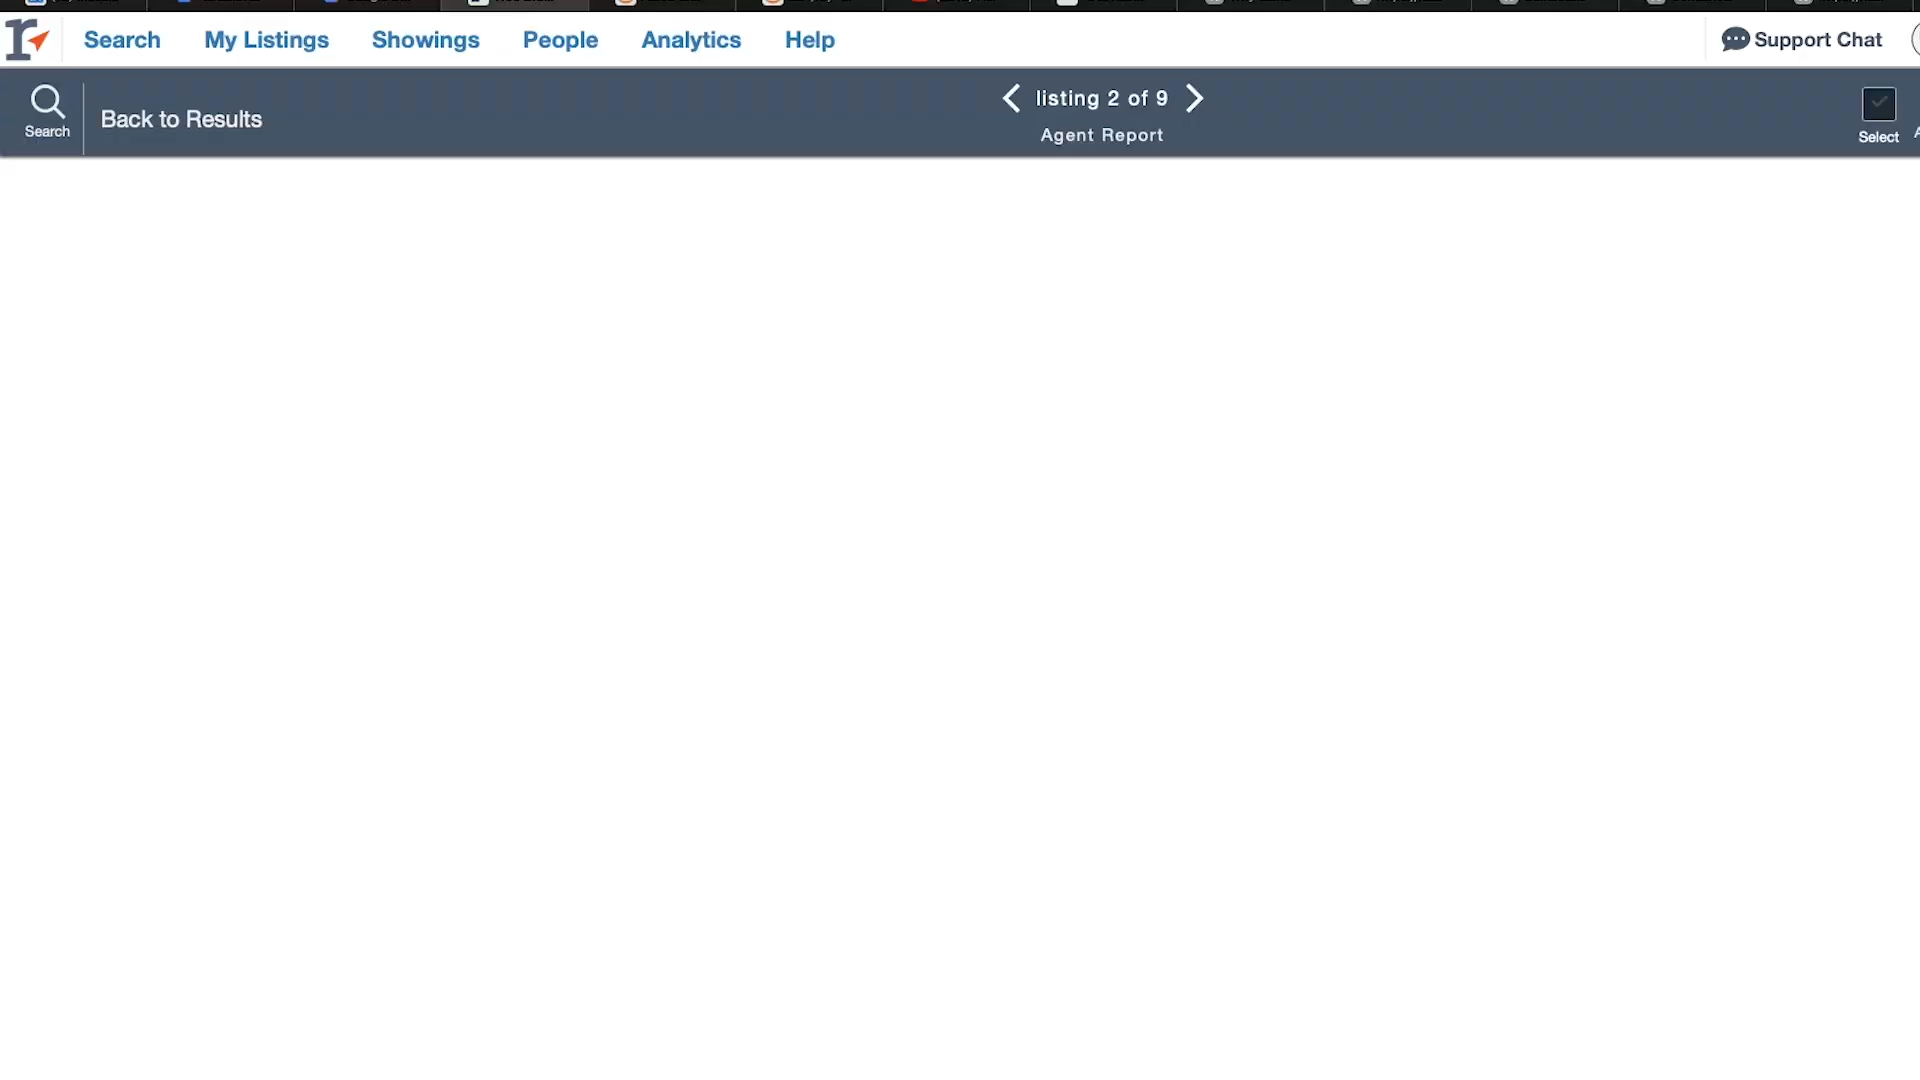 Search My Listings Showings People Analytics Help Support Chat
Search Back to Results
listing 2 of 9
Agent Report
Select